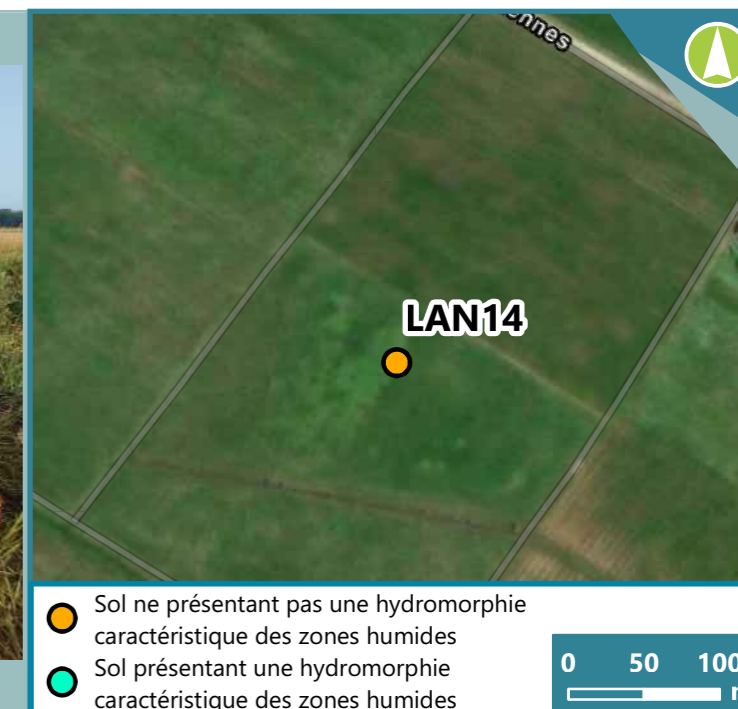 LAN14
Sol ne présentant pas une hydromorphie
caractéristique des zones humides
Sol présentant une hydromorphie
caractéristique des zones humides
0 50 100